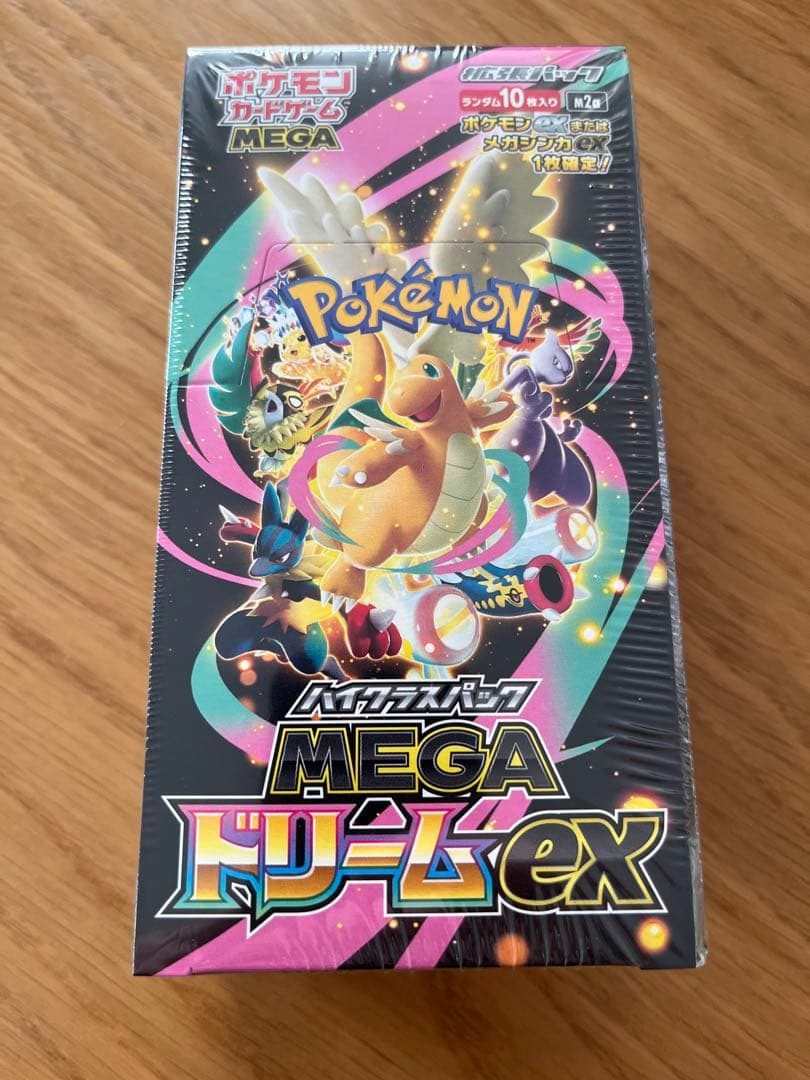 ポケモン
カードゲーム
MEGA
拡張パック
ランダム10枚入り M2a
ポケモンexまたは
メガシンカex
1枚確定!
POKéMON
TM
ハイクラスパック
MEGA
ドリームex